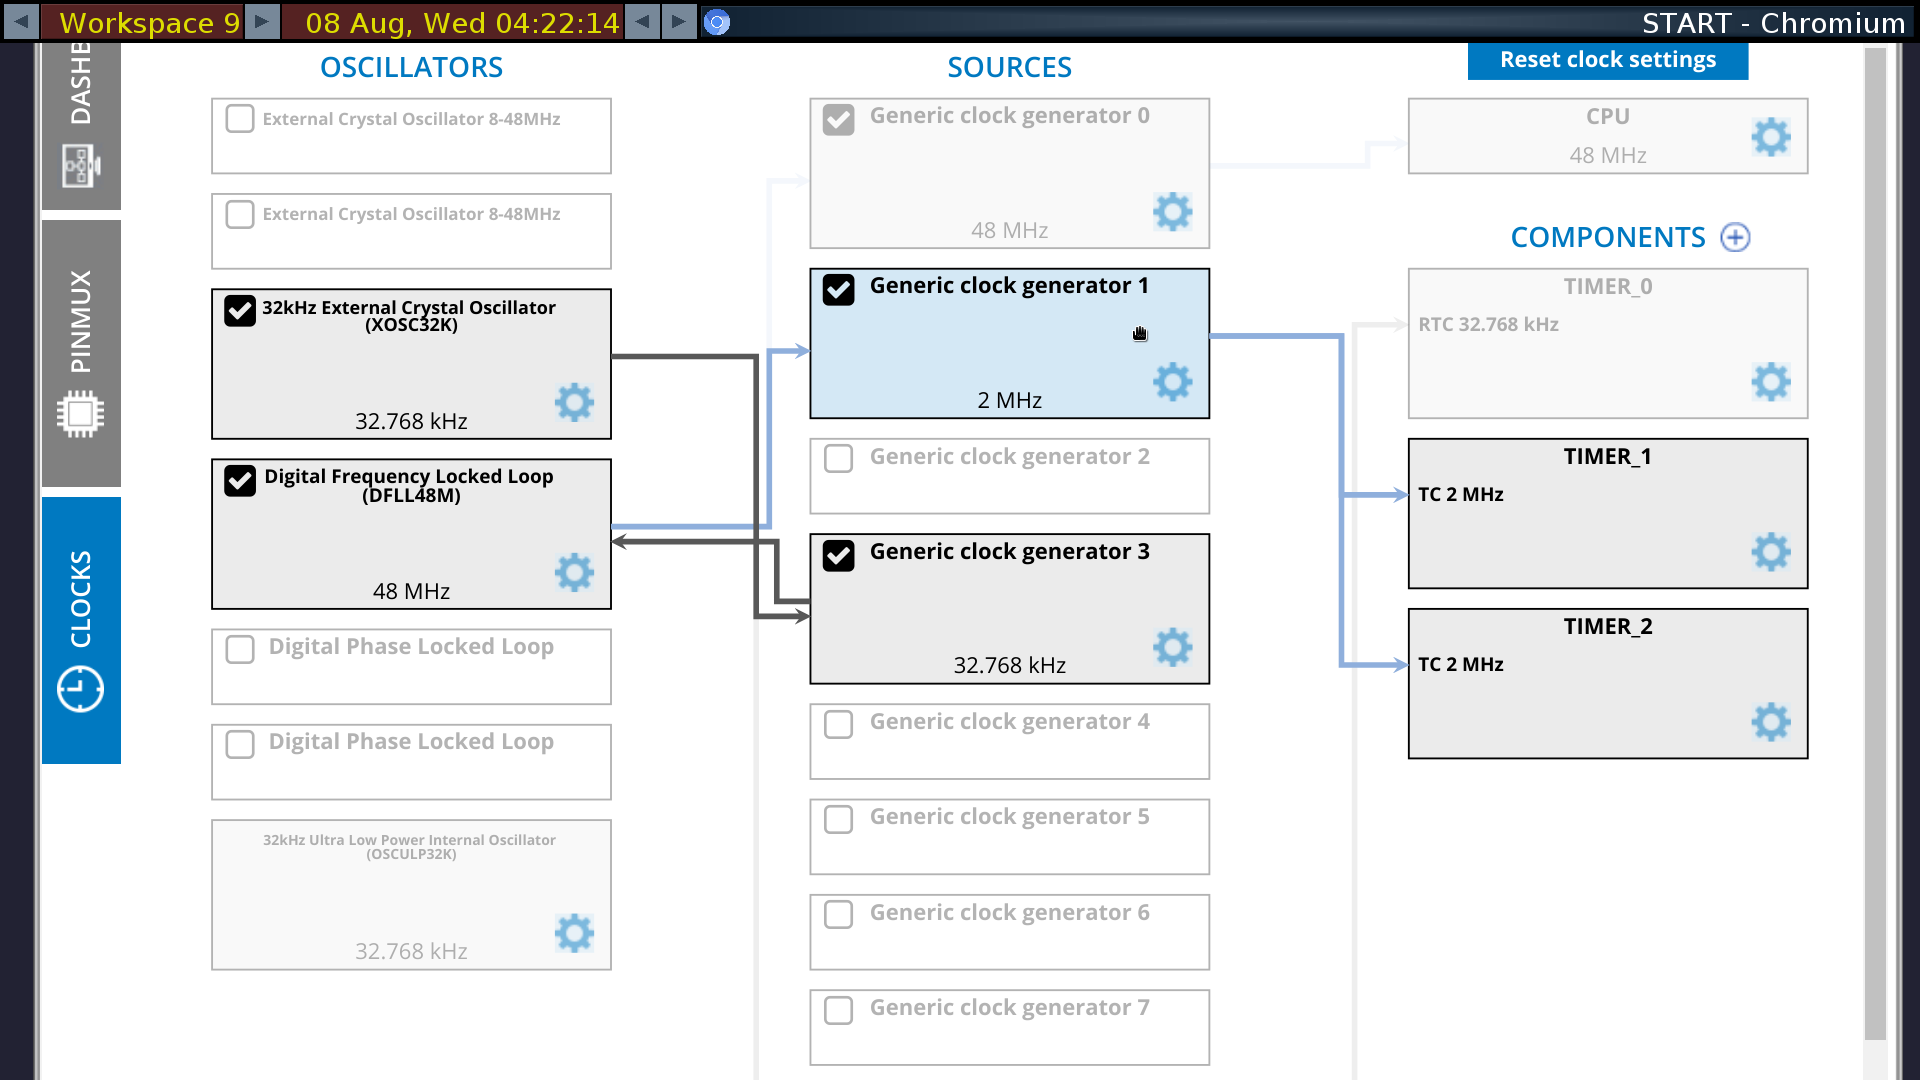 Workspace 9
08 Aug, Wed 04:22:14
START - Chromium
DASHB
PINMUX
CLOCKS
OSCILLATORS
External Crystal Oscillator 8-48MHz
External Crystal Oscillator 8-48MHz
32kHz External Crystal Oscillator
(XOSC32K)
32.768 kHz
Digital Frequency Locked Loop
(DFLL48M)
48 MHz
Digital Phase Locked Loop
Digital Phase Locked Loop
32kHz Ultra Low Power Internal Oscillator
(OSCULP32K)
32.768 kHz
SOURCES
Generic clock generator 0
48 MHz
Generic clock generator 1
2 MHz
Generic clock generator 2
Generic clock generator 3
32.768 kHz
Generic clock generator 4
Generic clock generator 5
Generic clock generator 6
Generic clock generator 7
Reset clock settings
CPU
48 MHz
COMPONENTS
TIMER_0
RTC 32.768 kHz
TIMER_1
TC 2 MHz
TIMER_2
TC 2 MHz